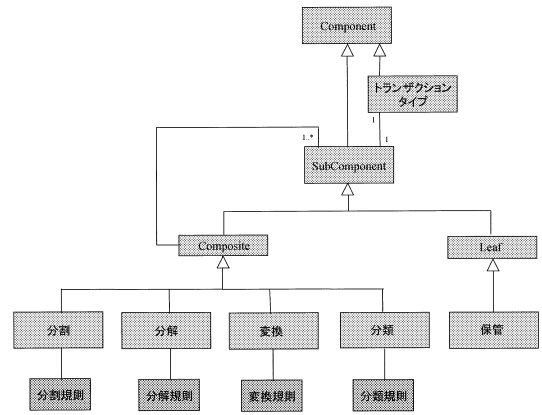 Component
トランザクション
タイプ
1
1..*
1
SubComponent
Composite
Leaf
分割
分解
変換
分類
保管
分割規則
分解規則
変換規則
分類規則